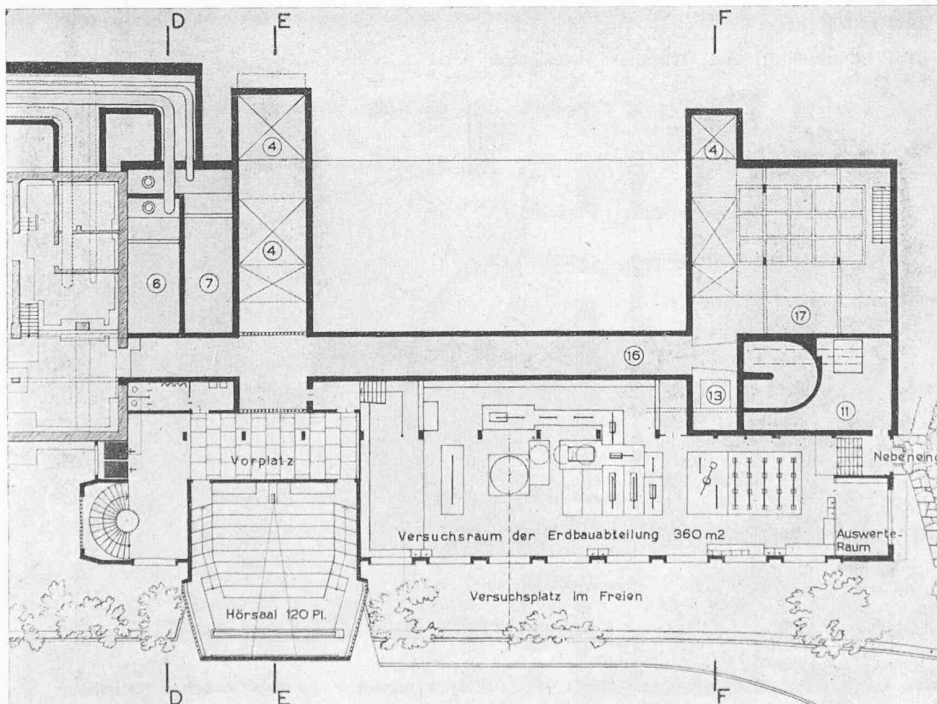 D
E
F
4
4
4
6
7
17
16
13
11
Vorplatz
Nebeneing
Versuchsraum der Erdbauabteilung 360 m2
Auswerte-
Raum
Versuchsplatz im Freien
Hörsaal 120 Pl.
D
E
F